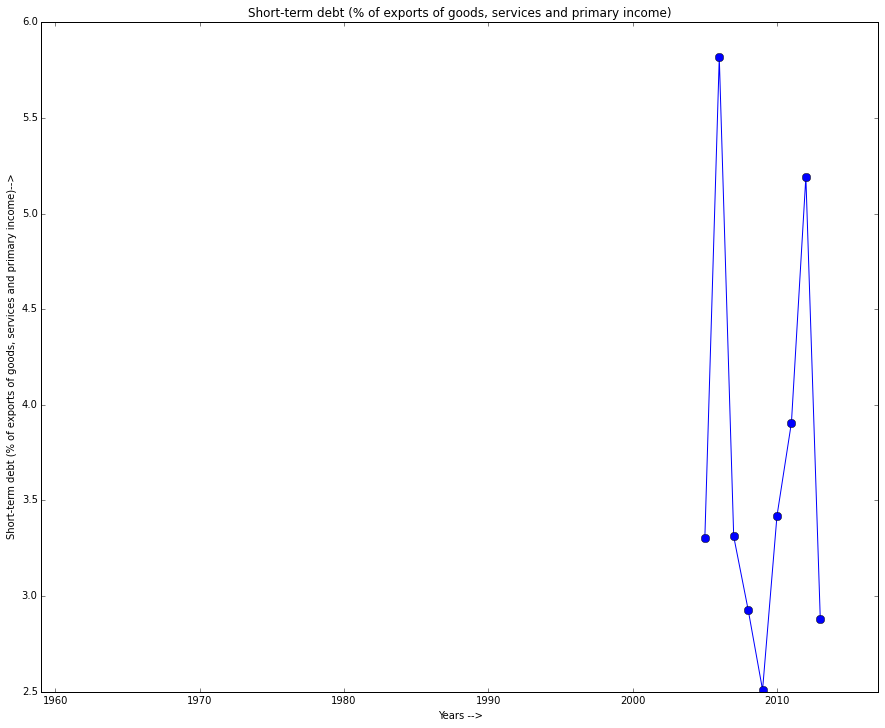 Short-term debt (% of exports of goods, services and primary income)
Short-term debt (% of exports of goods, services and primary income)-->
6.0
5.5
5.0
4.5
4.0
3.5
3.0
2.5
1960 1970 1980 1990 2000 2010
Years -->